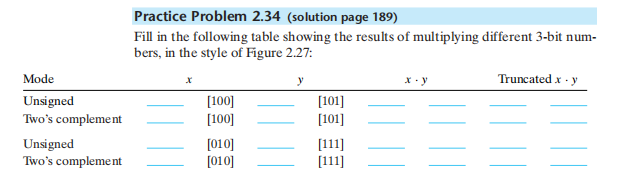 Practice Problem 2.34 (solution page 189)
Fill in the following table showing the results of multiplying different 3-bit num-
bers, in the style of Figure 2.27:
Mode x y x · y Truncated x · y
Unsigned [100] [101]
Two's complement [100] [101]
Unsigned [010] [111]
Two's complement [010] [111]